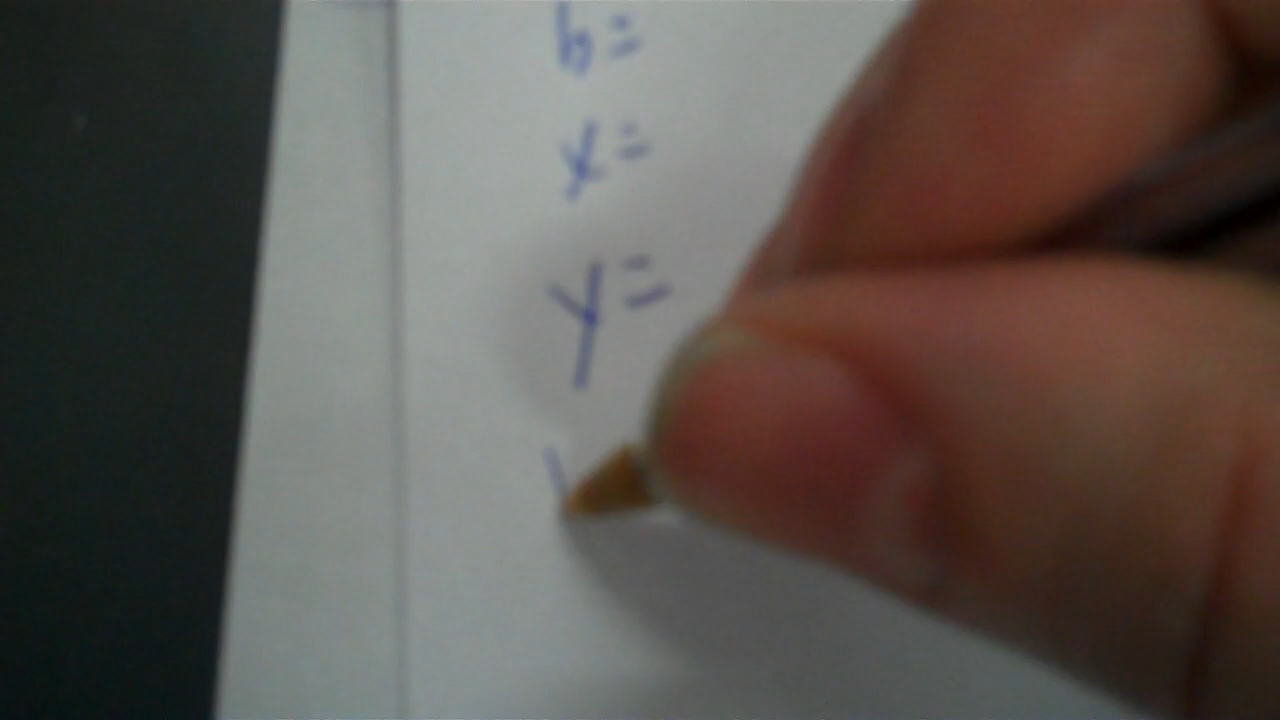 b=
x=
y=